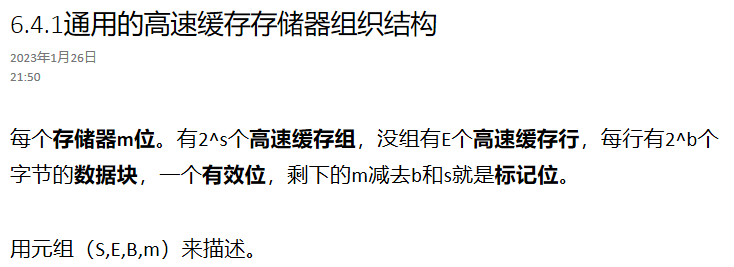 6.4.1通用的高速缓存存储器组织结构
2023年1月26日
21:50
每个存储器m位。有2^s个高速缓存组，没组有E个高速缓存行，每行有2^b个
字节的数据块，一个有效位，剩下的m减去b和s就是标记位。
用元组（S,E,B,m）来描述。